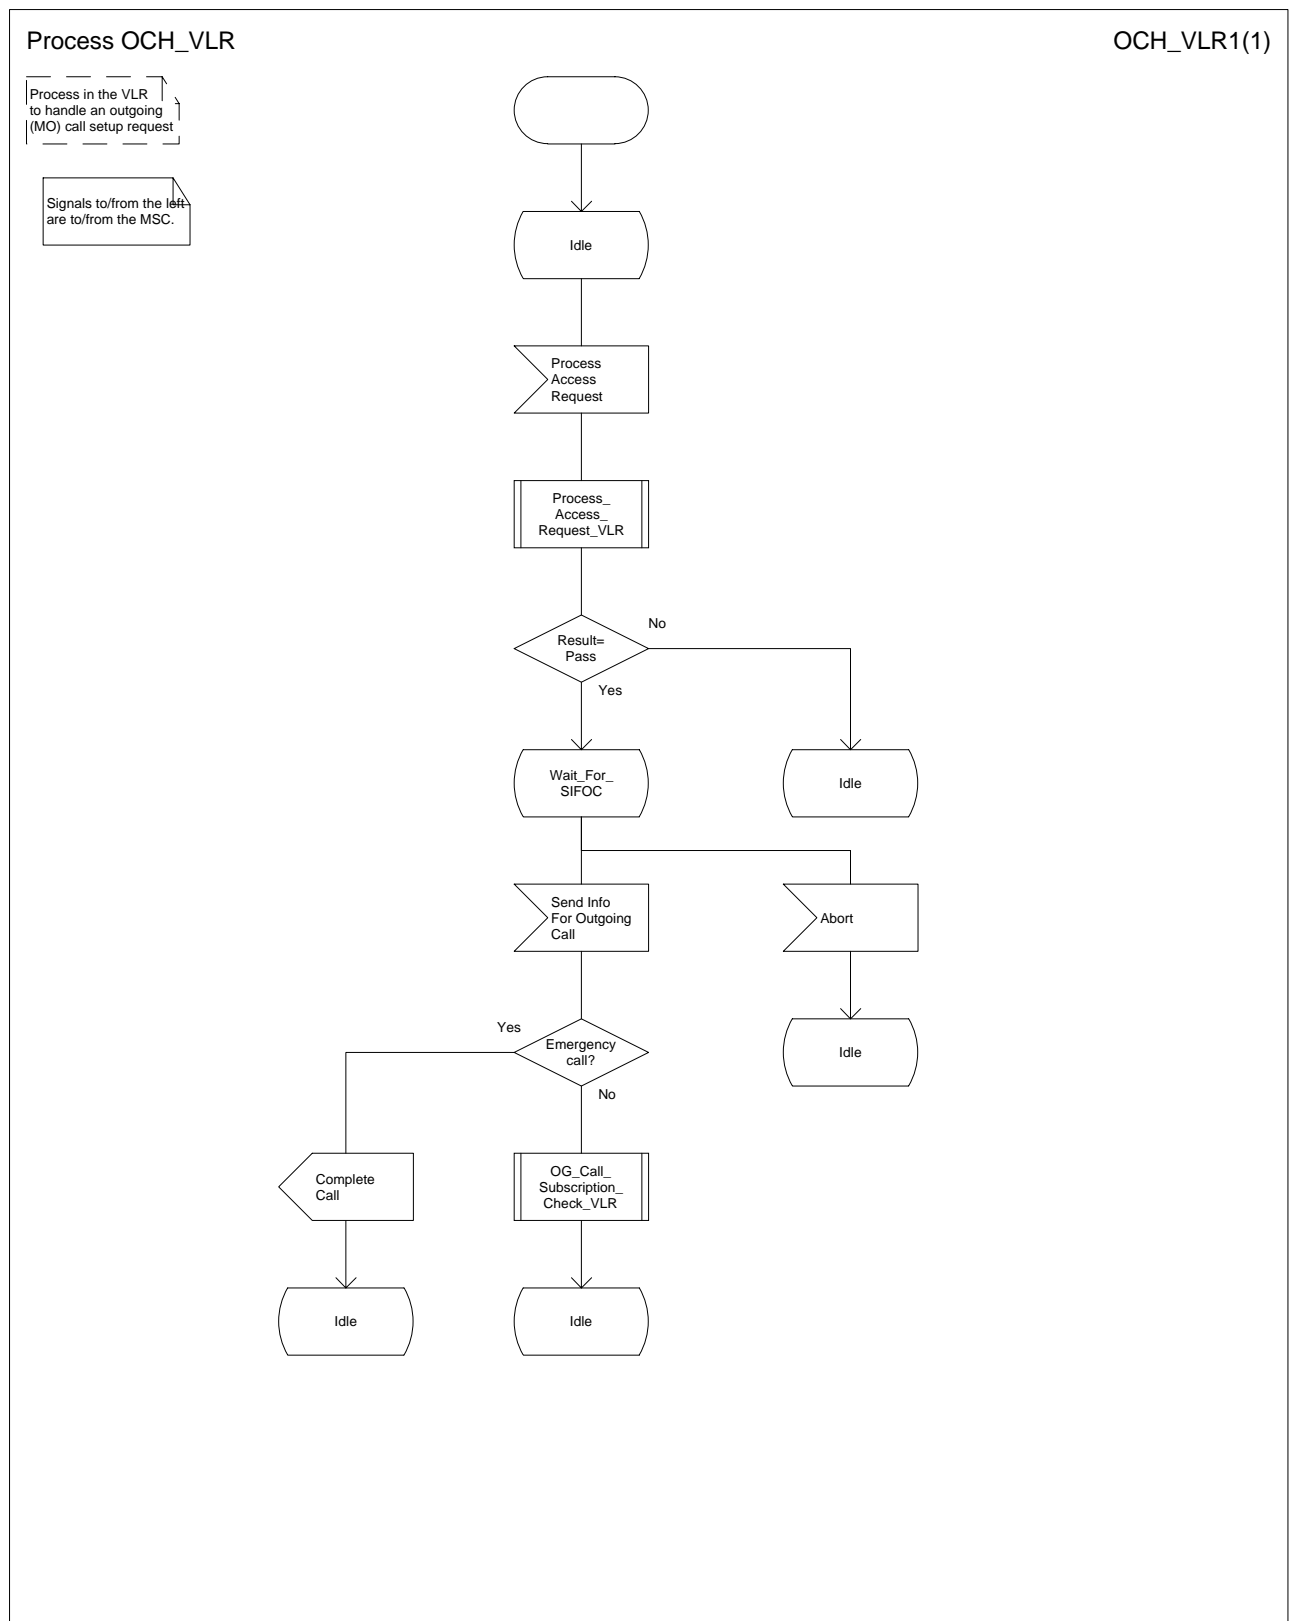 Process OCH_VLR
OCH_VLR1(1)
Process in the VLR
to handle an outgoing
(MO) call setup request
Signals to/from the left
are to/from the MSC.
Idle
Process
Access
Request
Process_
Access_
Request_VLR
Result=
Pass
No
Yes
Wait_For_
SIFOC
Idle
Send Info
For Outgoing
Call
Abort
Yes
Emergency
call?
No
Idle
Complete
Call
OG_Call_
Subscription_
Check_VLR
Idle
Idle